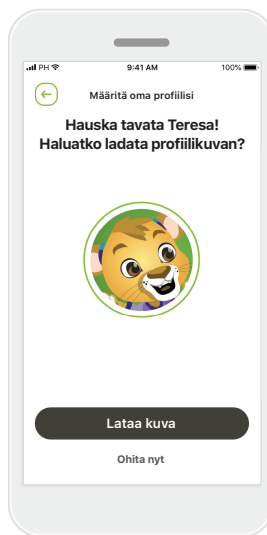 PH 9:41 AM 100%
Määritä oma profiilisi
Hauska tavata Teresa!
Haluatko ladata profiilikuvan?
Lataa kuva
Ohita nyt